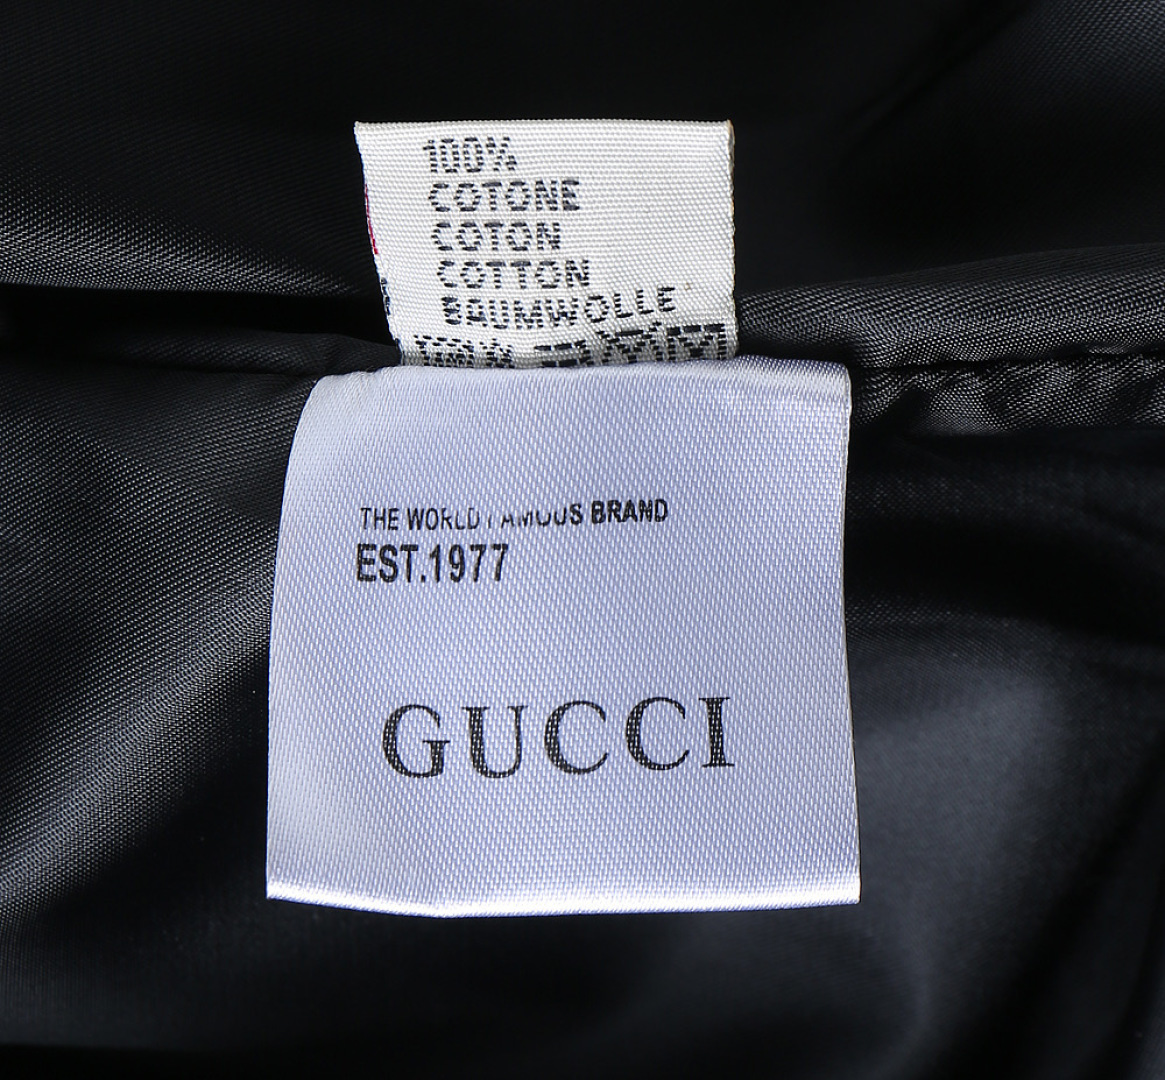 100%
COTONE
COTON
COTTON
BAUMWOLLE
THE WORLD FAMOUS BRAND
EST.1977
GUCCI